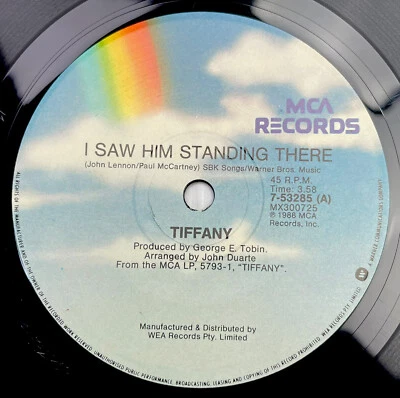 MCA
RECORDS
I SAW HIM STANDING THERE
(John Lennon/Paul McCartney) SBK Songs/Warner Bros. Music
45 R.P.M.
Time: 3.58
7-53285 (A)
MX300725
℗ 1988 MCA
Records, Inc.
TIFFANY
Produced by George E. Tobin.
Arranged by John Duarte
From the MCA LP, 5793-1, "TIFFANY".
Manufactured & Distributed by
WEA Records Pty. Limited